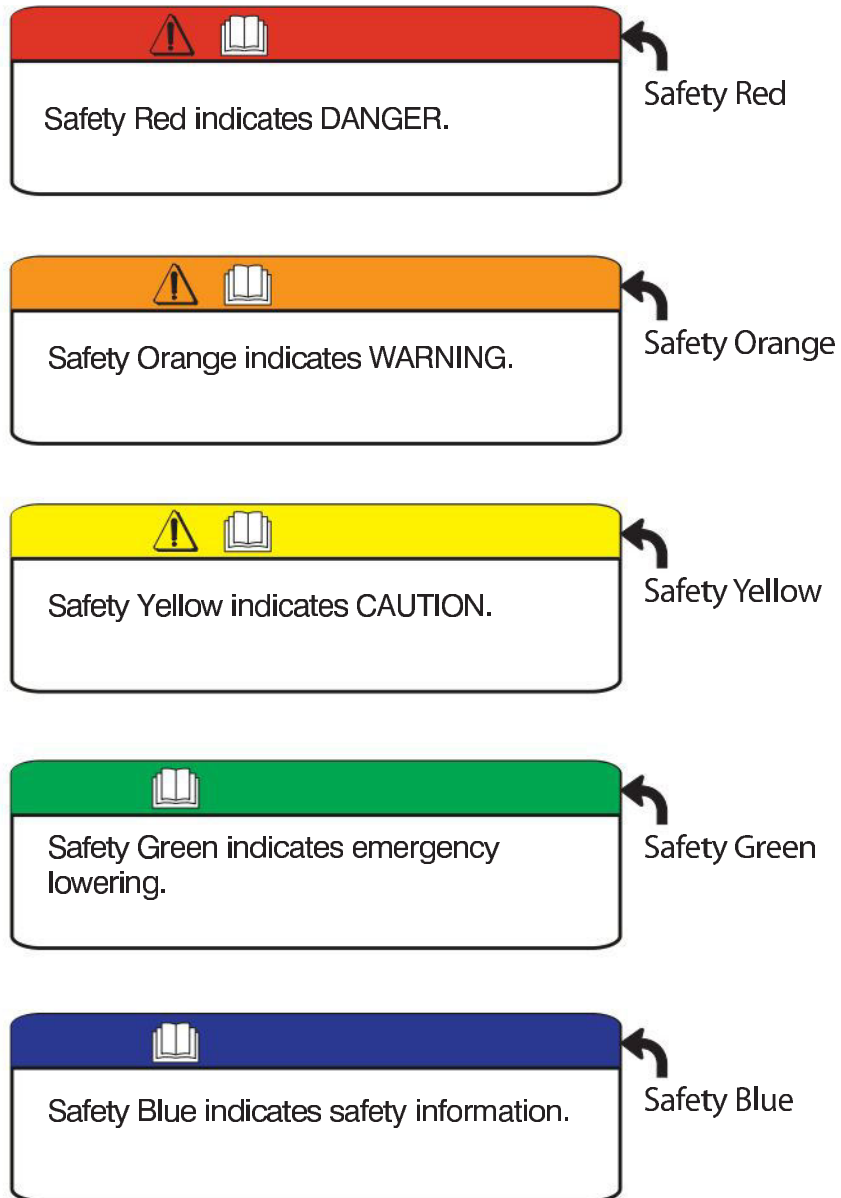 Safety Red indicates DANGER.
Safety Red
Safety Orange indicates WARNING.
Safety Orange
Safety Yellow indicates CAUTION.
Safety Yellow
Safety Green indicates emergency
lowering.
Safety Green
Safety Blue indicates safety information.
Safety Blue